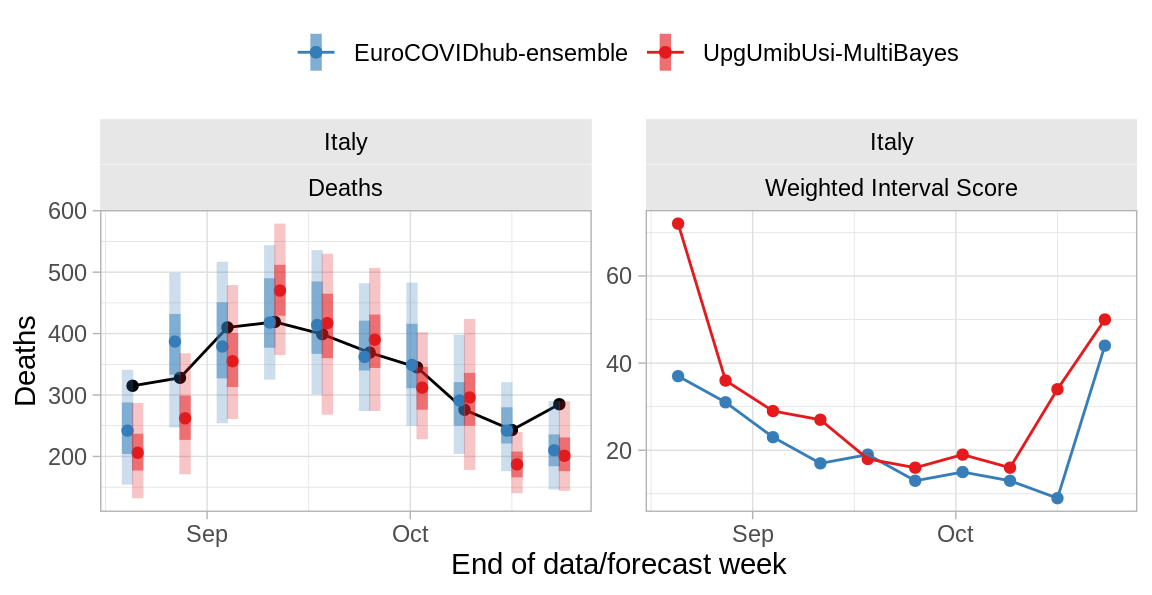 EuroCOVIDhub-ensemble UpgUmibUsi-MultiBayes
Italy
Deaths
600
500
400
300
200
Deaths
Sep Oct
Italy
Weighted Interval Score
60
40
20
Sep Oct
End of data/forecast week